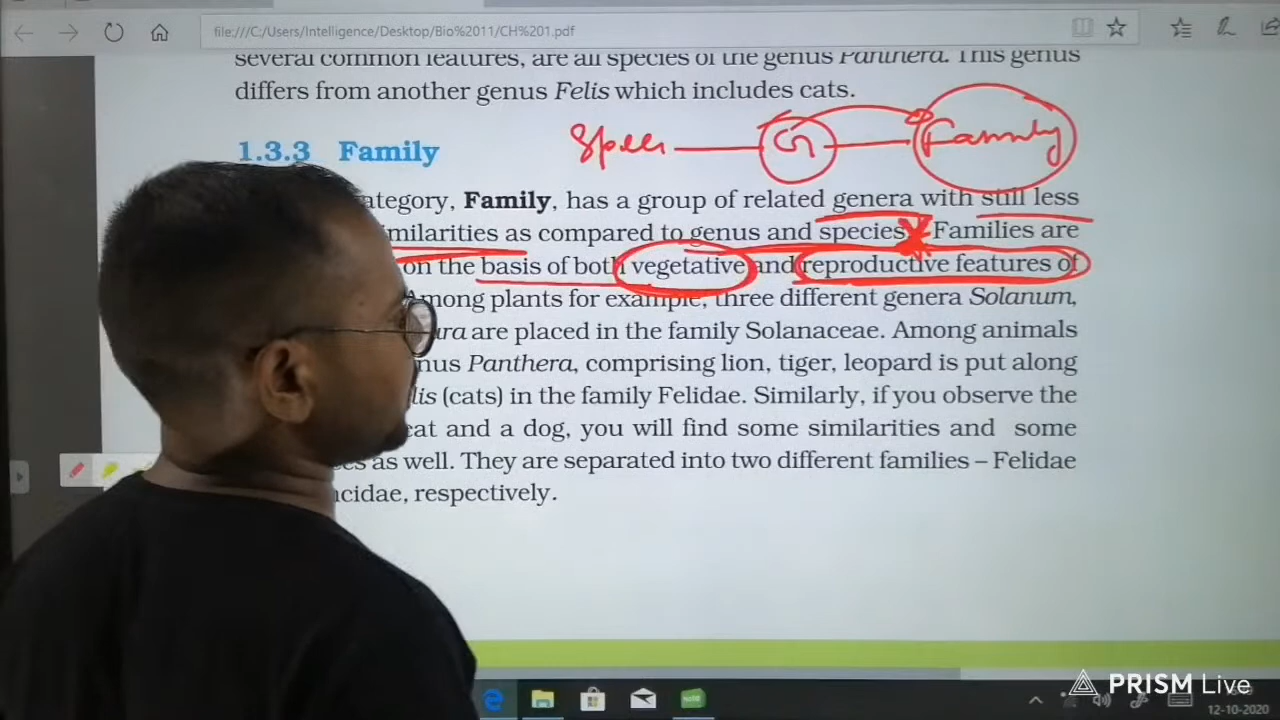 file:///C:/Users/Intelligence/Desktop/Bio%2011/CH%201.pdf
several common features, are all species of the genus Panthera. This genus
differs from another genus Felis which includes cats.
Species G Family
1.3.3 Family
ategory, Family, has a group of related genera with still less
milarities as compared to genus and species. Families are
on the basis of both vegetative and reproductive features of
Among plants for example, three different genera Solanum,
ura are placed in the family Solanaceae. Among animals
nus Panthera, comprising lion, tiger, leopard is put along
lis (cats) in the family Felidae. Similarly, if you observe the
cat and a dog, you will find some similarities and some
es as well. They are separated into two different families – Felidae
ncidae, respectively.
PRISM Live
12-10-2020